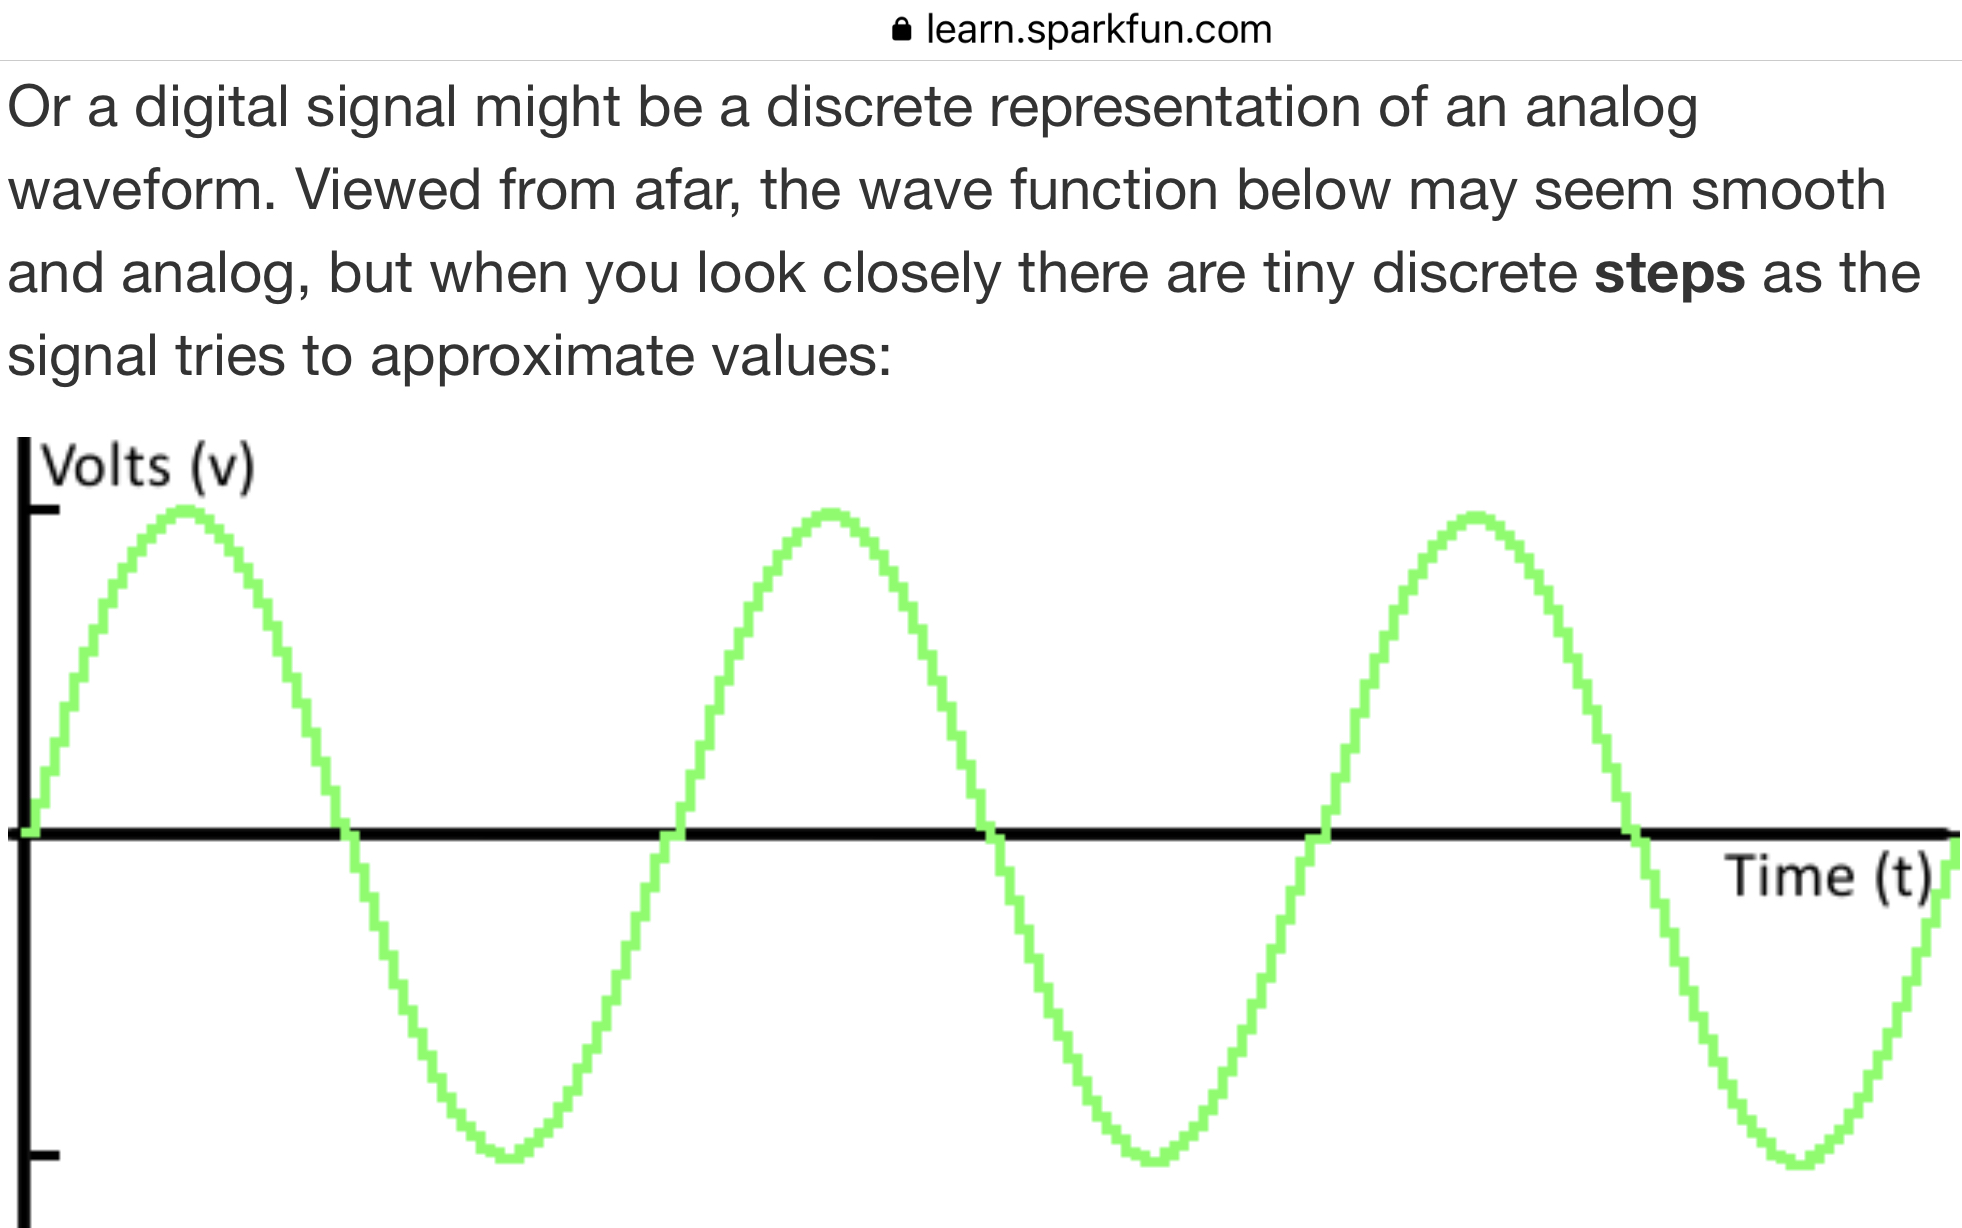 learn.sparkfun.com
Or a digital signal might be a discrete representation of an analog
waveform. Viewed from afar, the wave function below may seem smooth
and analog, but when you look closely there are tiny discrete steps as the
signal tries to approximate values:
Volts (v)
Time (t)